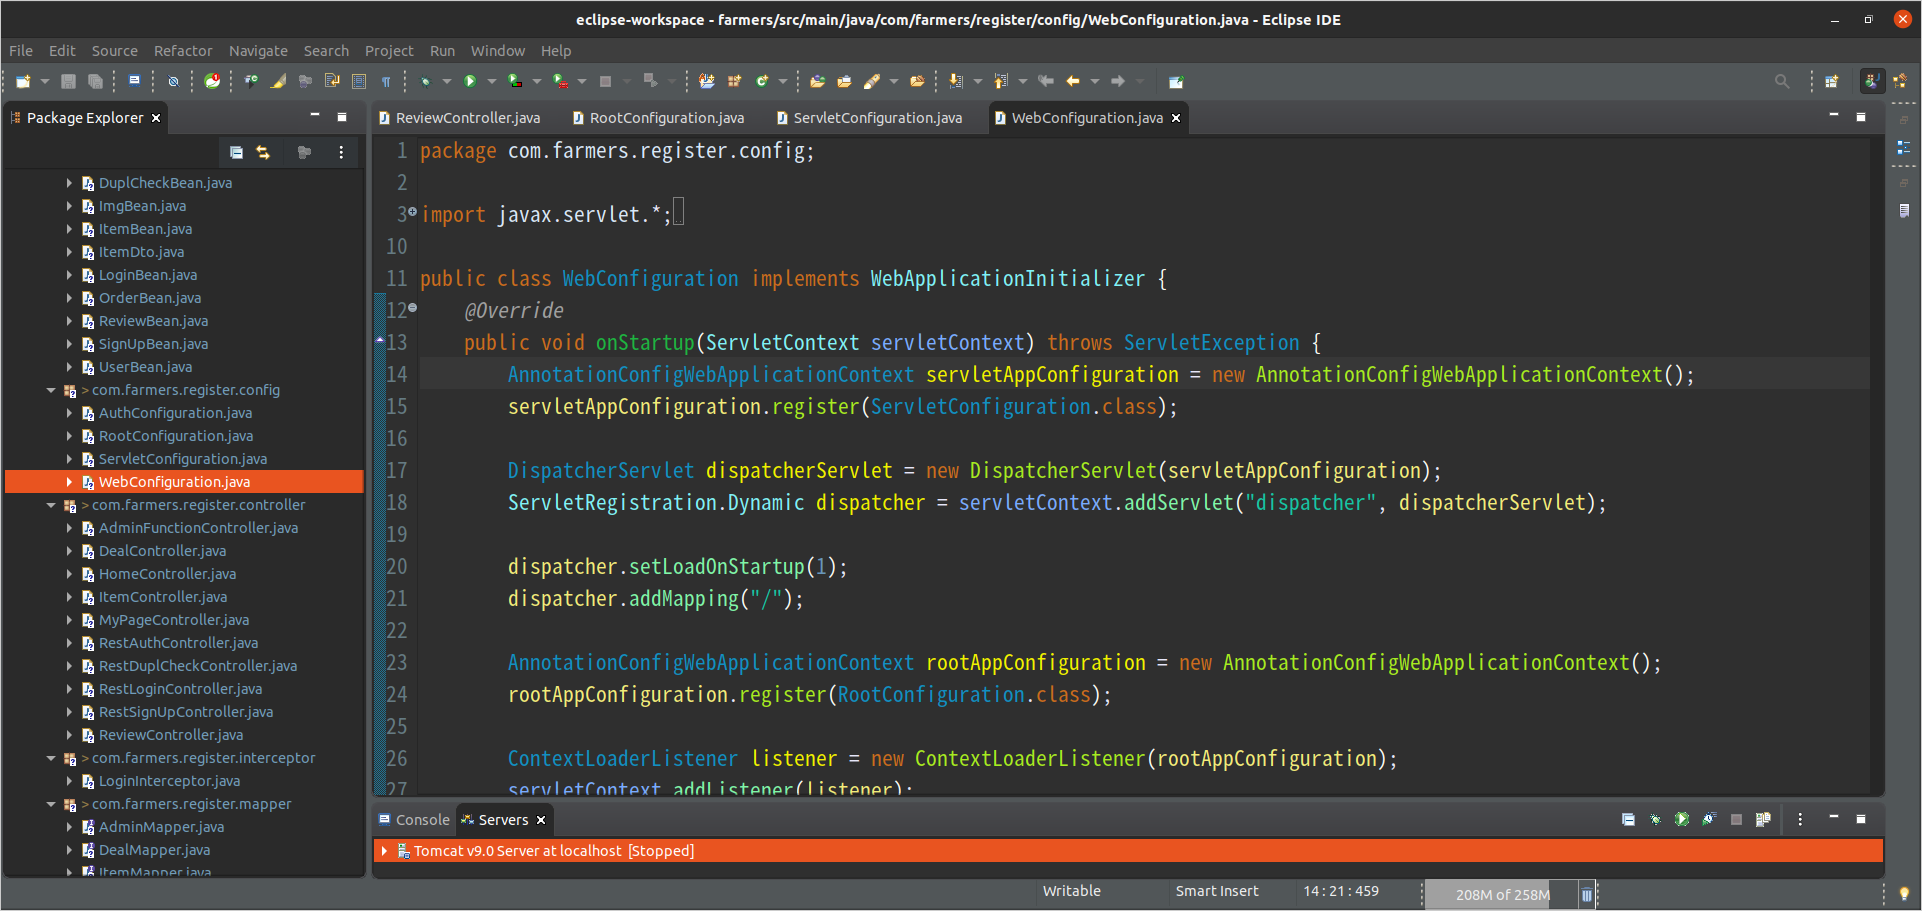 eclipse-workspace - farmers/src/main/java/com/farmers/register/config/WebConfiguration.java - Eclipse IDE
File Edit Source Refactor Navigate Search Project Run Window Help
Package Explorer
DuplCheckBean.java
ImgBean.java
ItemBean.java
ItemDto.java
LoginBean.java
OrderBean.java
ReviewBean.java
SignUpBean.java
UserBean.java
> com.farmers.register.config
AuthConfiguration.java
RootConfiguration.java
ServletConfiguration.java
WebConfiguration.java
> com.farmers.register.controller
AdminFunctionController.java
DealController.java
HomeController.java
ItemController.java
MyPageController.java
RestAuthController.java
RestDuplCheckController.java
RestLoginController.java
RestSignUpController.java
ReviewController.java
> com.farmers.register.interceptor
LoginInterceptor.java
> com.farmers.register.mapper
AdminMapper.java
DealMapper.java
ItemMapper.java
ReviewController.java RootConfiguration.java ServletConfiguration.java WebConfiguration.java
1 package com.farmers.register.config;
2
3 import javax.servlet.*;
10
11 public class WebConfiguration implements WebApplicationInitializer {
12 @Override
13 public void onStartup(ServletContext servletContext) throws ServletException {
14 AnnotationConfigWebApplicationContext servletAppConfiguration = new AnnotationConfigWebApplicationContext();
15 servletAppConfiguration.register(ServletConfiguration.class);
16
17 DispatcherServlet dispatcherServlet = new DispatcherServlet(servletAppConfiguration);
18 ServletRegistration.Dynamic dispatcher = servletContext.addServlet("dispatcher", dispatcherServlet);
19
20 dispatcher.setLoadOnStartup(1);
21 dispatcher.addMapping("/");
22
23 AnnotationConfigWebApplicationContext rootAppConfiguration = new AnnotationConfigWebApplicationContext();
24 rootAppConfiguration.register(RootConfiguration.class);
25
26 ContextLoaderListener listener = new ContextLoaderListener(rootAppConfiguration);
27 servletContext.addListener(listener);
Console Servers
Tomcat v9.0 Server at localhost [Stopped]
Writable Smart Insert 14 : 21 : 459 208M of 258M